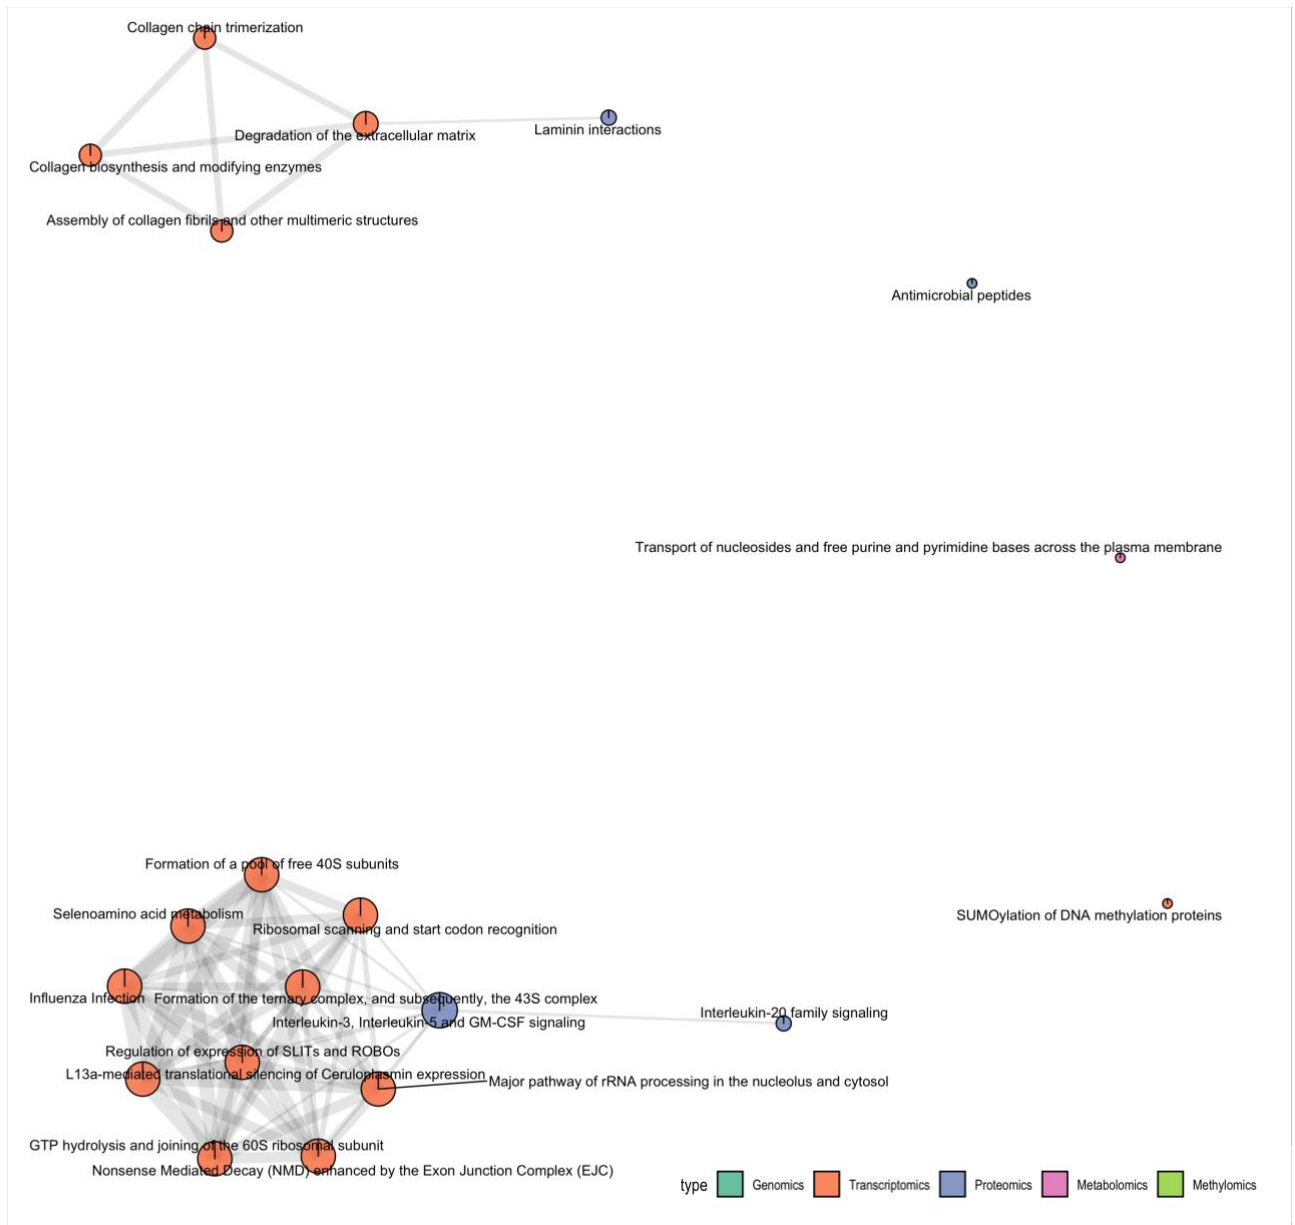 Collagen chain trimerization
Laminin interactions
Degradation of the extracellular matrix
Collagen biosynthesis and modifying enzymes
Assembly of collagen fibrils and other multimeric structures
Antimicrobial peptides
Transport of nucleosides and free purine and pyrimidine bases across the plasma membrane
Formation of a pool of free 40S subunits
Selenoamino acid metabolism
SUMOylation of DNA methylation proteins
Ribosomal scanning and start codon recognition
Influenza Infection
Formation of the ternary complex, and subsequently, the 43S complex
Interleukin-20 family signaling
Interleukin-3, Interleukin-5 and GM-CSF signaling
Regulation of expression of SLITs and ROBOs
L13a-mediated translational silencing of Ceruloplasmin expression
Major pathway of rRNA processing in the nucleolus and cytosol
GTP hydrolysis and joining of the 60S ribosomal subunit
Nonsense Mediated Decay (NMD) enhanced by the Exon Junction Complex (EJC)
type Genomics Transcriptomics Proteomics Metabolomics Methylomics